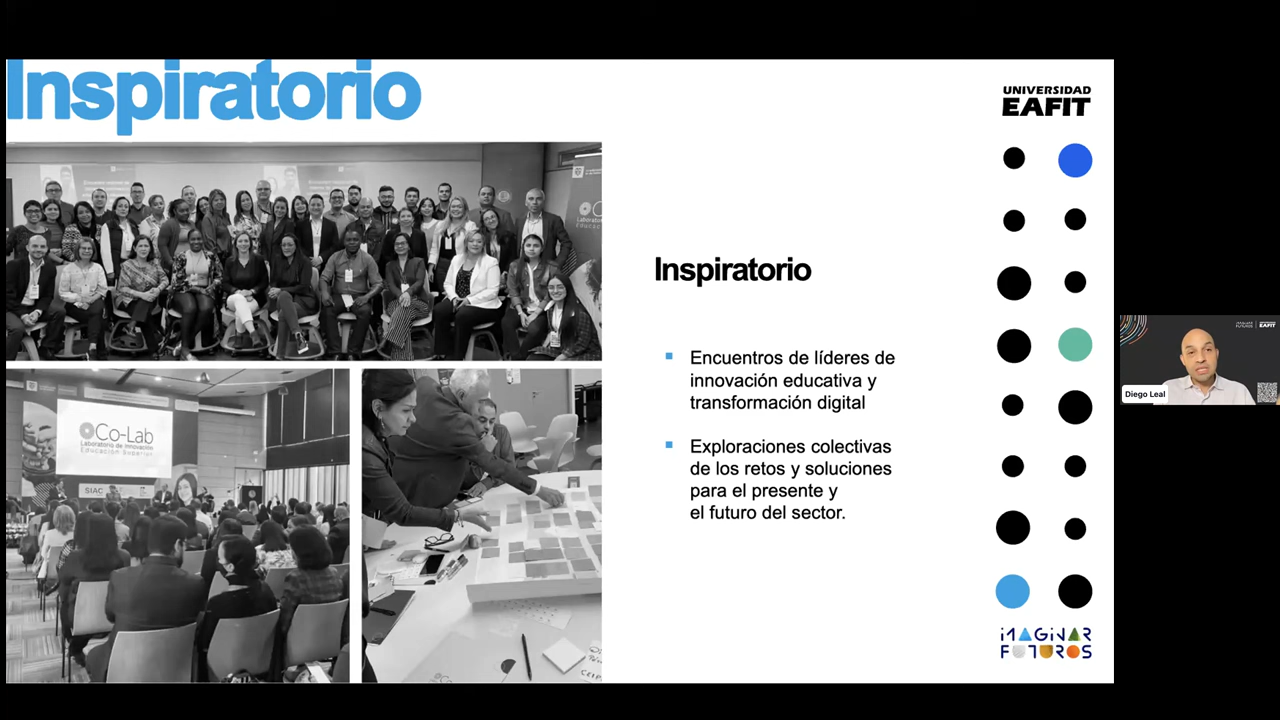 Inspiratorio
UNIVERSIDAD
EAFIT
Inspiratorio
Encuentros de líderes de
innovación educativa y
transformación digital
Exploraciones colectivas
de los retos y soluciones
para el presente y
el futuro del sector.
Co-Lab
Laboratorio de Innovación
Educación Superior
SIAC
IMAGINAR
FUTUROS
Diego Leal
EAFIT